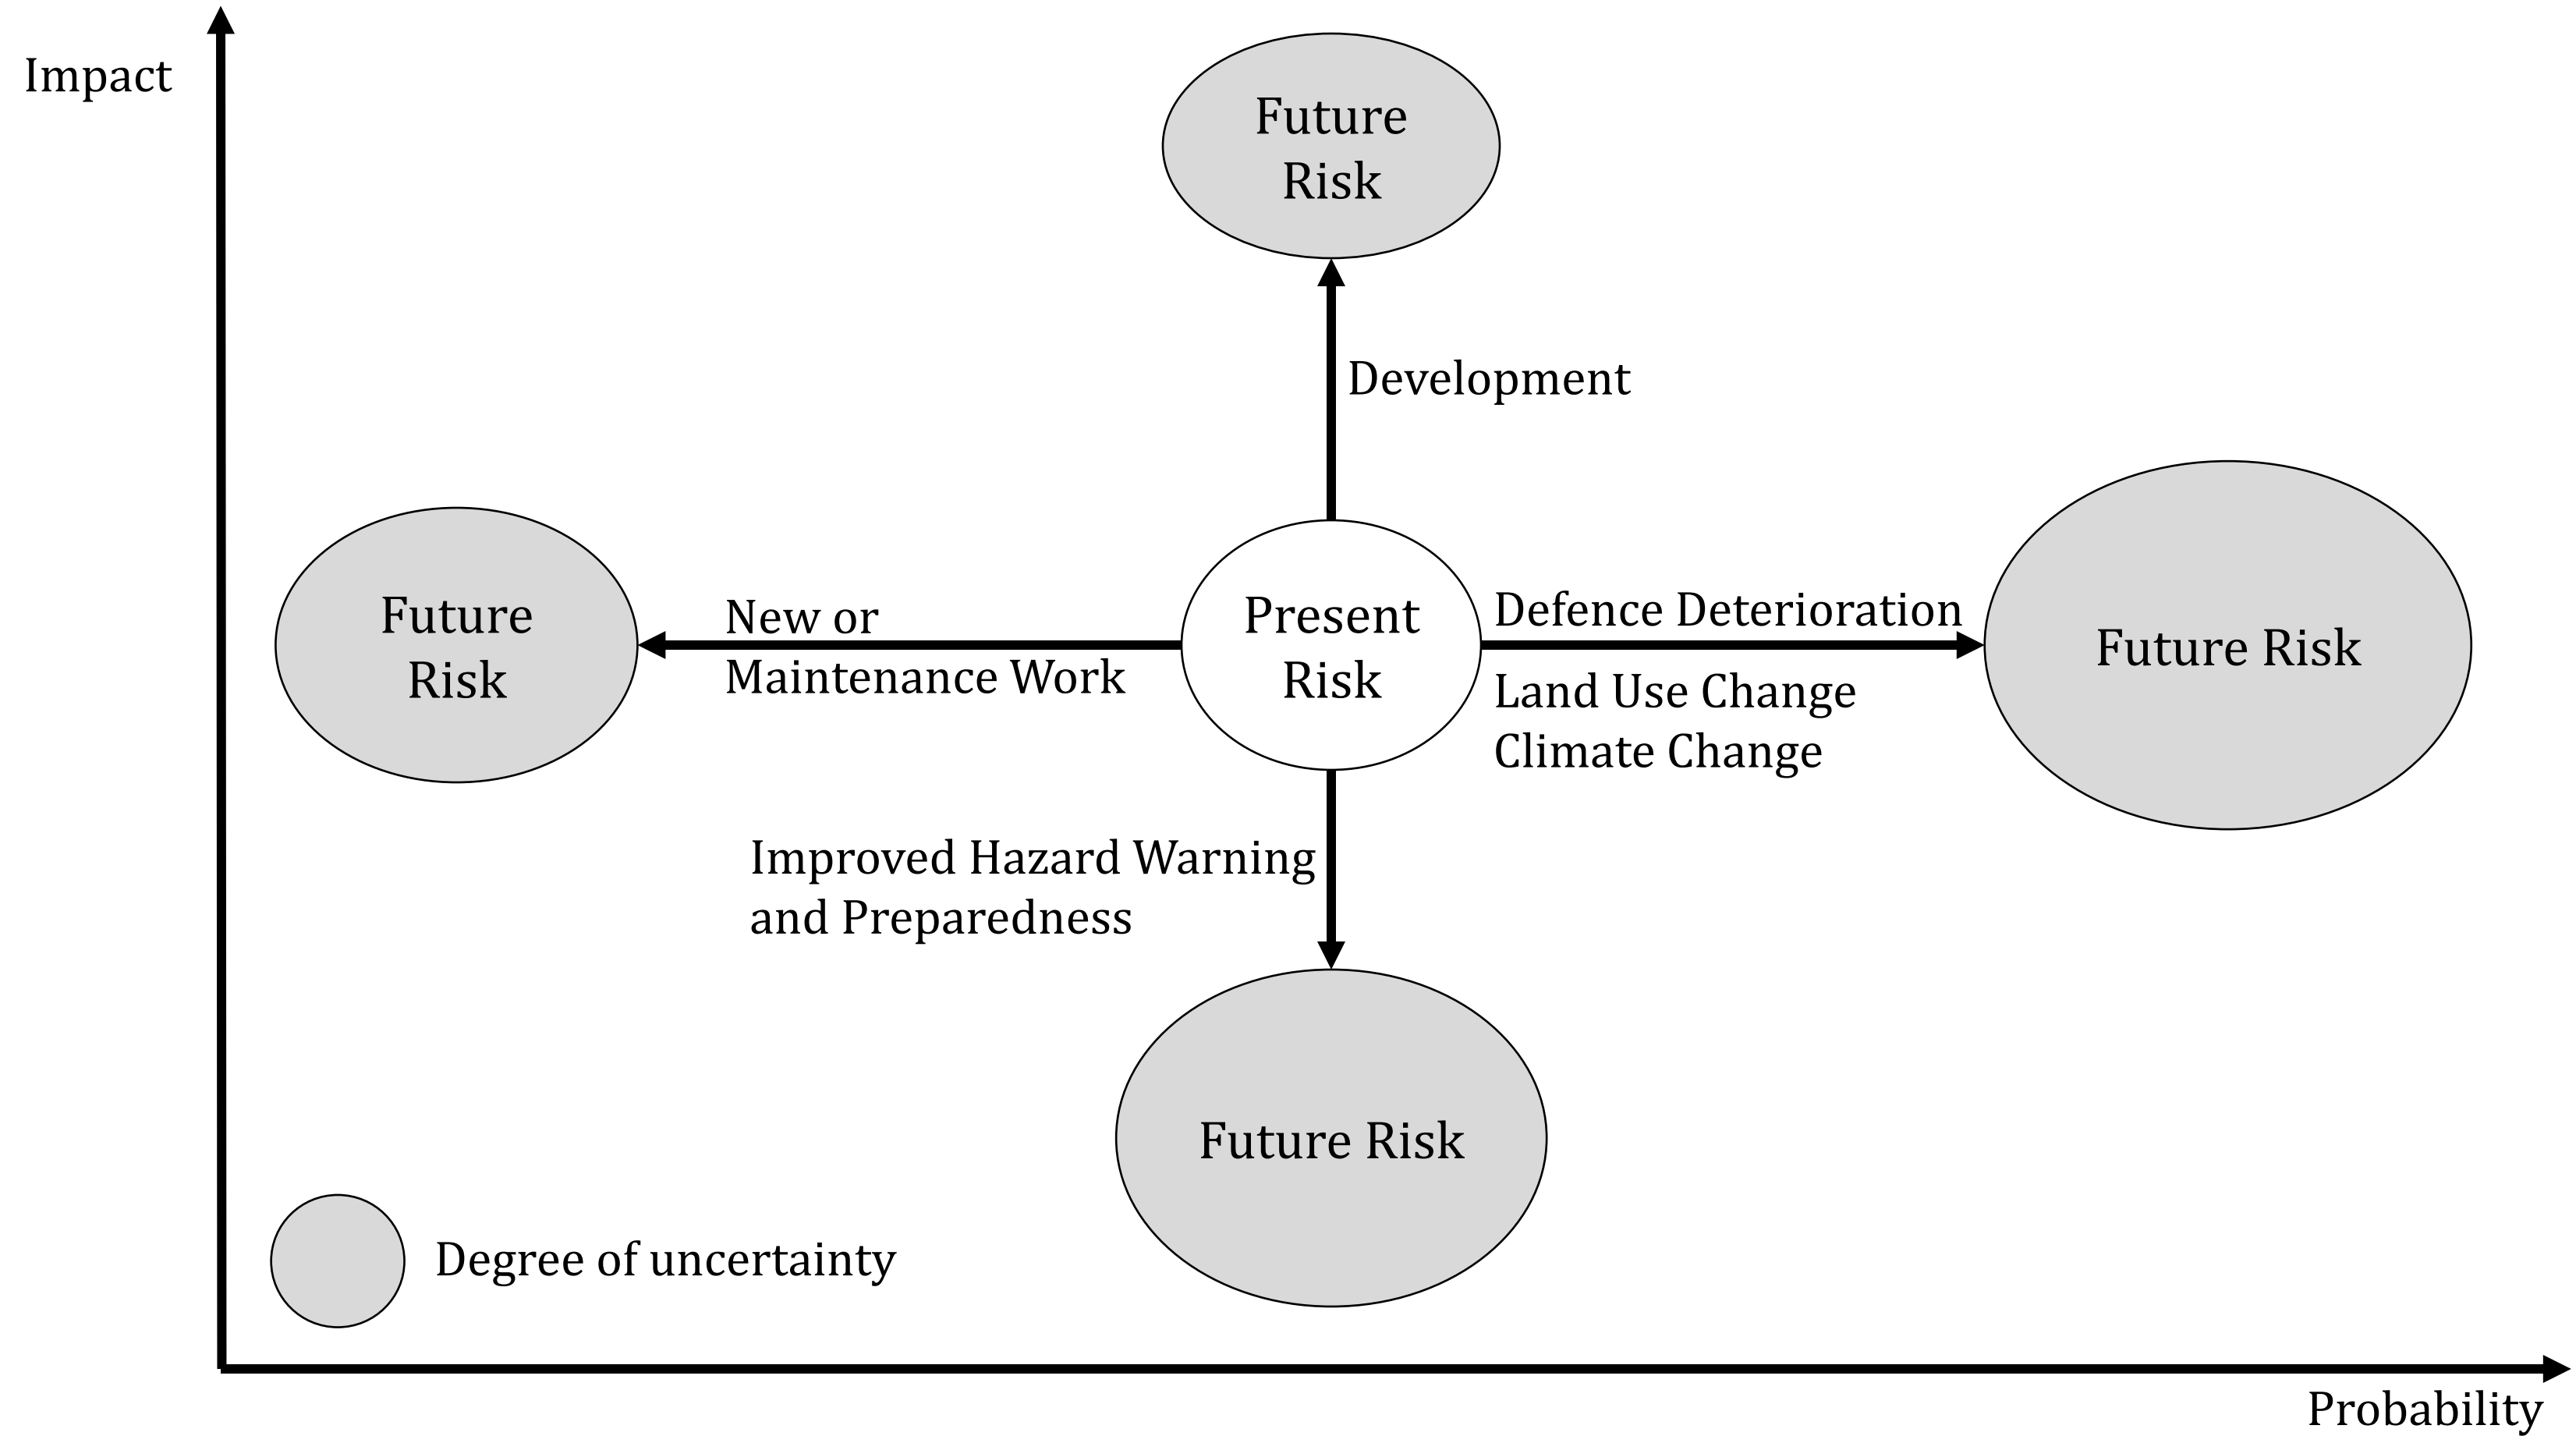 Impact
Future
Risk
Development
Future
Risk
New or
Maintenance Work
Present
Risk
Defence Deterioration
Land Use Change
Climate Change
Future Risk
Improved Hazard Warning
and Preparedness
Future Risk
Degree of uncertainty
Probability